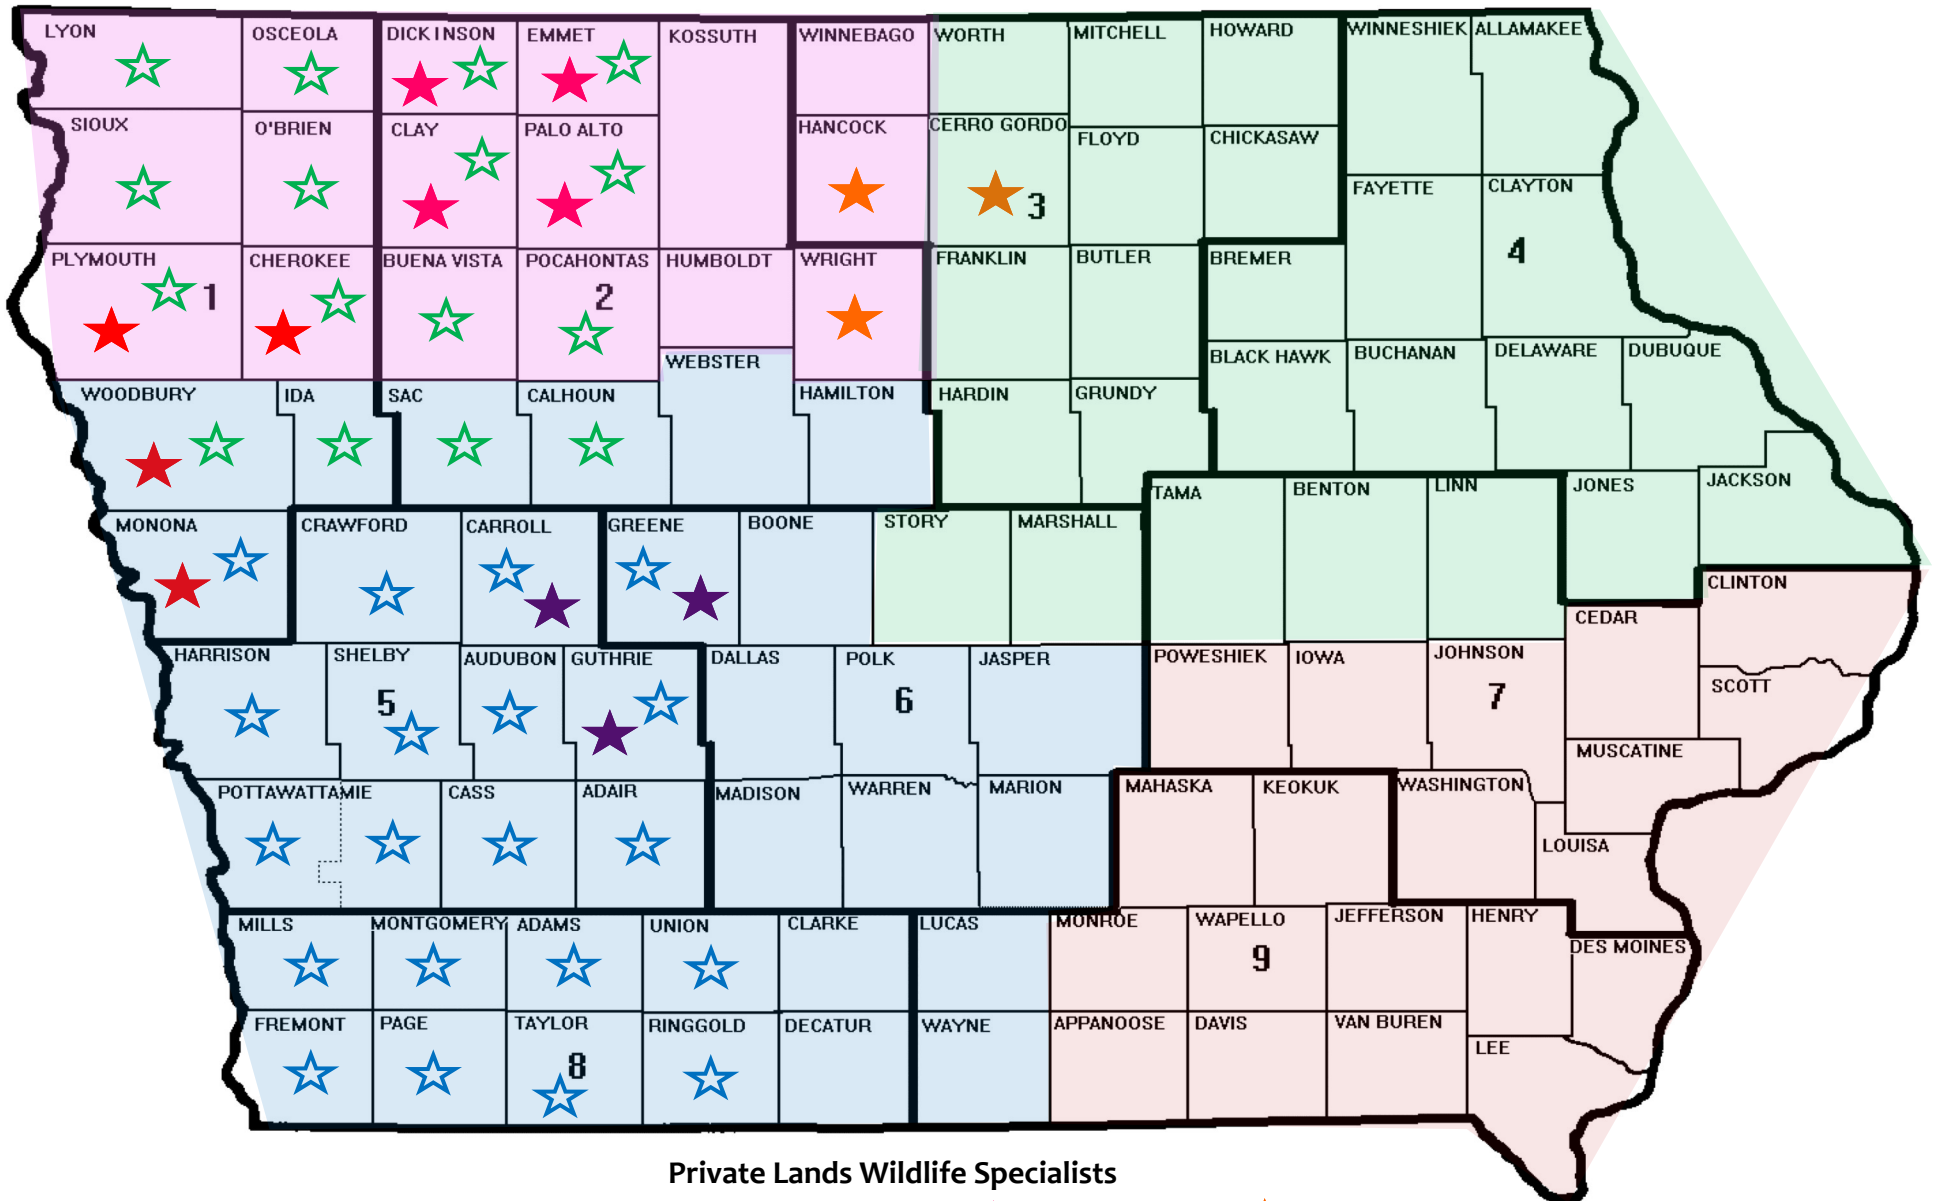 LYON
OSCEOLA
DICKINSON
EMMET
KOSSUTH
WINNEBAGO
WORTH
MITCHELL
HOWARD
WINNESHIEK
ALLAMAKEE
SIOUX
O'BRIEN
CLAY
PALO ALTO
HANCOCK
CERRO GORDO
FLOYD
CHICKASAW
3
FAYETTE
CLAYTON
4
PLYMOUTH
1
CHEROKEE
BUENA VISTA
POCAHONTAS
2
HUMBOLDT
WRIGHT
FRANKLIN
BUTLER
BREMER
WEBSTER
BLACK HAWK
BUCHANAN
DELAWARE
DUBUQUE
WOODBURY
IDA
SAC
CALHOUN
HAMILTON
HARDIN
GRUNDY
TAMA
BENTON
LINN
JONES
JACKSON
MONONA
CRAWFORD
CARROLL
GREENE
BOONE
STORY
MARSHALL
CLINTON
CEDAR
HARRISON
SHELBY
5
AUDUBON
GUTHRIE
DALLAS
POLK
6
JASPER
POWESHIEK
IOWA
JOHNSON
7
SCOTT
MUSCATINE
POTTAWATTAMIE
CASS
ADAIR
MADISON
WARREN
MARION
MAHASKA
KEOKUK
WASHINGTON
LOUISA
MILLS
MONTGOMERY
ADAMS
UNION
CLARKE
LUCAS
MONROE
WAPELLO
9
JEFFERSON
HENRY
DES MOINES
FREMONT
PAGE
TAYLOR
8
RINGGOLD
DECATUR
WAYNE
APPANOOSE
DAVIS
VAN BUREN
LEE
Private Lands Wildlife Specialists